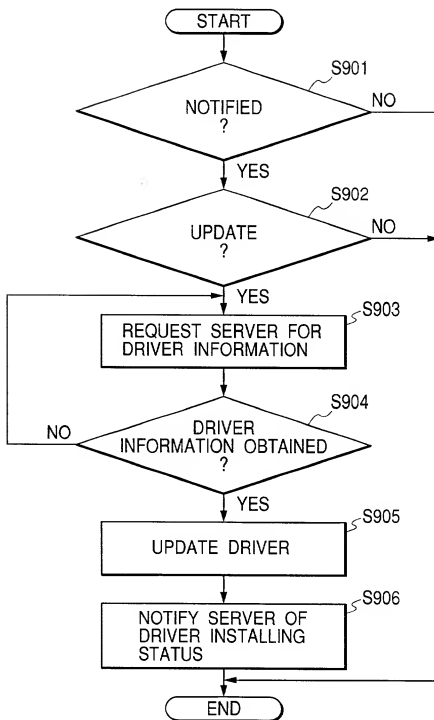 START
S901
NOTIFIED
?
NO
YES
S902
UPDATE
?
NO
YES
S903
REQUEST SERVER FOR
DRIVER INFORMATION
S904
DRIVER
INFORMATION OBTAINED
?
NO
YES
S905
UPDATE DRIVER
S906
NOTIFY SERVER OF
DRIVER INSTALLING
STATUS
END